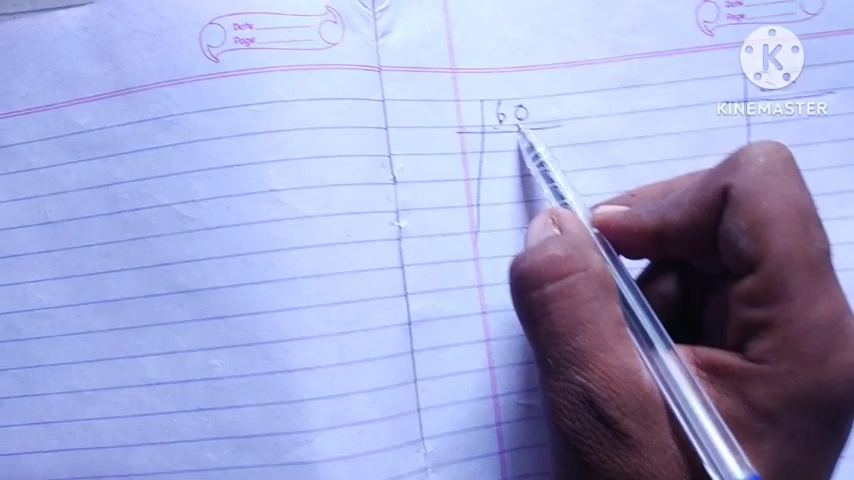 Date
Page
Date
Page
K
KINEMASTER
60